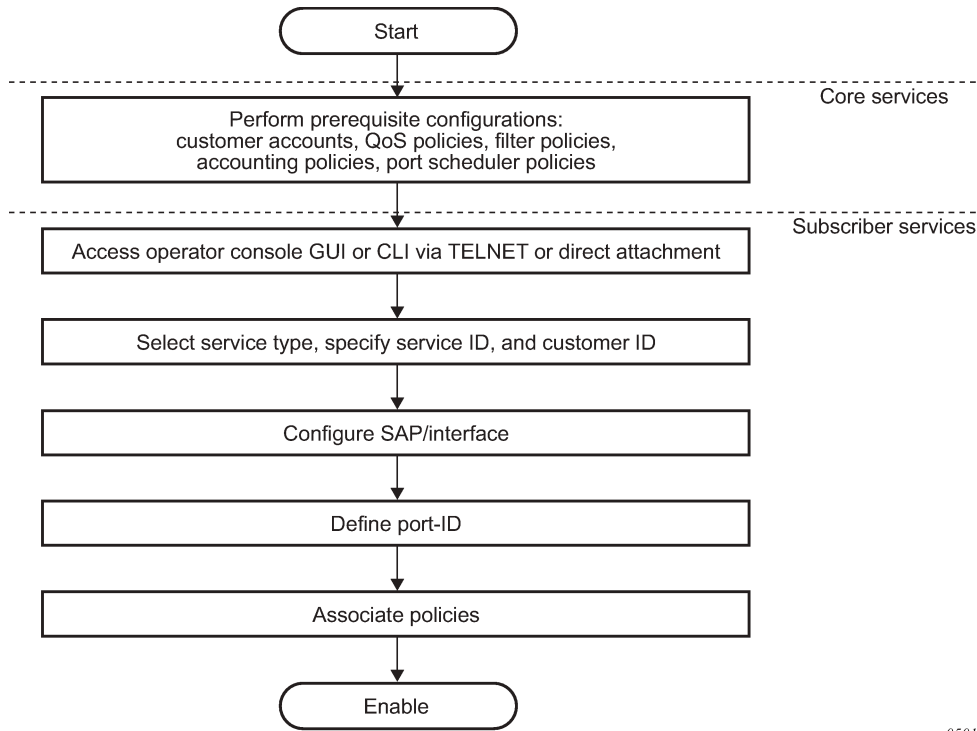 Start
Core services
Perform prerequisite configurations:
customer accounts, QoS policies, filter policies,
accounting policies, port scheduler policies
Subscriber services
Access operator console GUI or CLI via TELNET or direct attachment
Select service type, specify service ID, and customer ID
Configure SAP/interface
Define port-ID
Associate policies
Enable